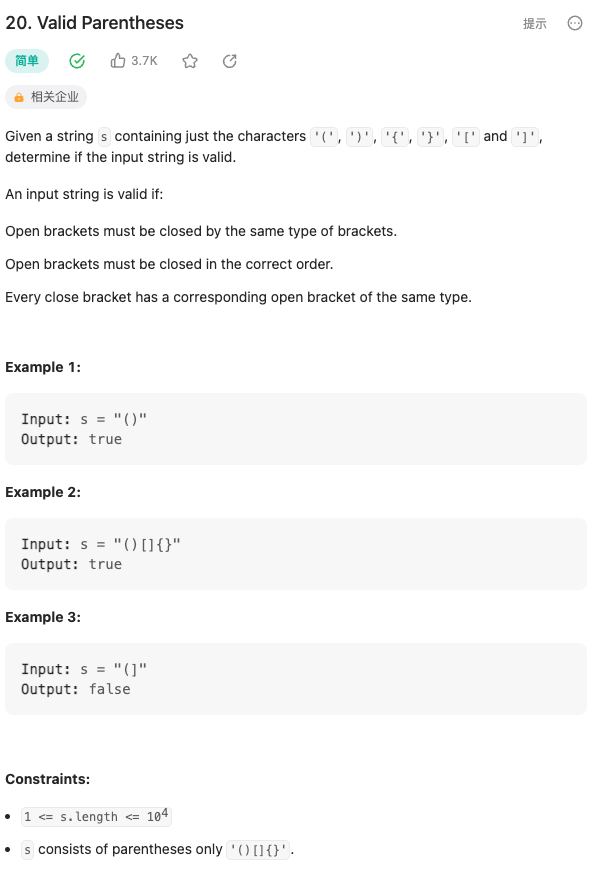 20. Valid Parentheses 提示
简单 3.7K
相关企业
Given a string s containing just the characters '(', ')', '{', '}', '[' and ']',
determine if the input string is valid.
An input string is valid if:
Open brackets must be closed by the same type of brackets.
Open brackets must be closed in the correct order.
Every close bracket has a corresponding open bracket of the same type.
Example 1:
Input: s = "()"
Output: true
Example 2:
Input: s = "()[]{}"
Output: true
Example 3:
Input: s = "(]"
Output: false
Constraints:
• 1 <= s.length <= 10⁴
• s consists of parentheses only '()[]{}'.